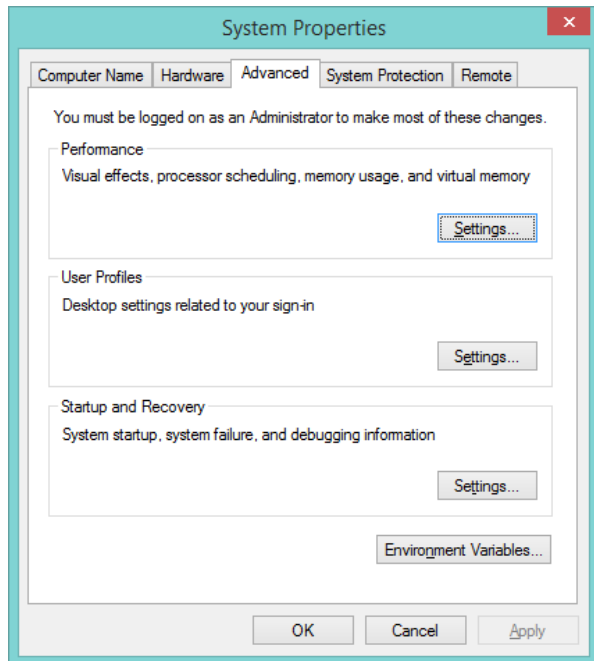 System Properties
Computer Name Hardware Advanced System Protection Remote
You must be logged on as an Administrator to make most of these changes.
Performance
Visual effects, processor scheduling, memory usage, and virtual memory
Settings...
User Profiles
Desktop settings related to your sign-in
Settings...
Startup and Recovery
System startup, system failure, and debugging information
Settings...
Environment Variables...
OK Cancel Apply